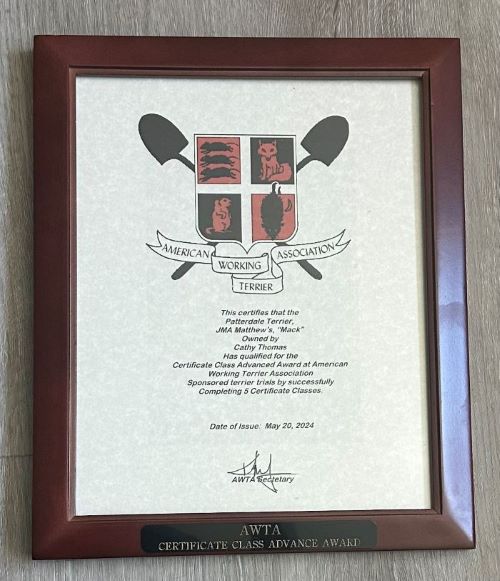 AMERICAN WORKING TERRIER ASSOCIATION
This certifies that the
Patterdale Terrier,
JMA Matthew's, "Mack"
Owned by
Cathy Thomas
Has qualified for the
Certificate Class Advanced Award at American
Working Terrier Association
Sponsored terrier trials by successfully
Completing 5 Certificate Classes.
Date of Issue: May 20, 2024
AWTA Secretary
AWTA
CERTIFICATE CLASS ADVANCE AWARD